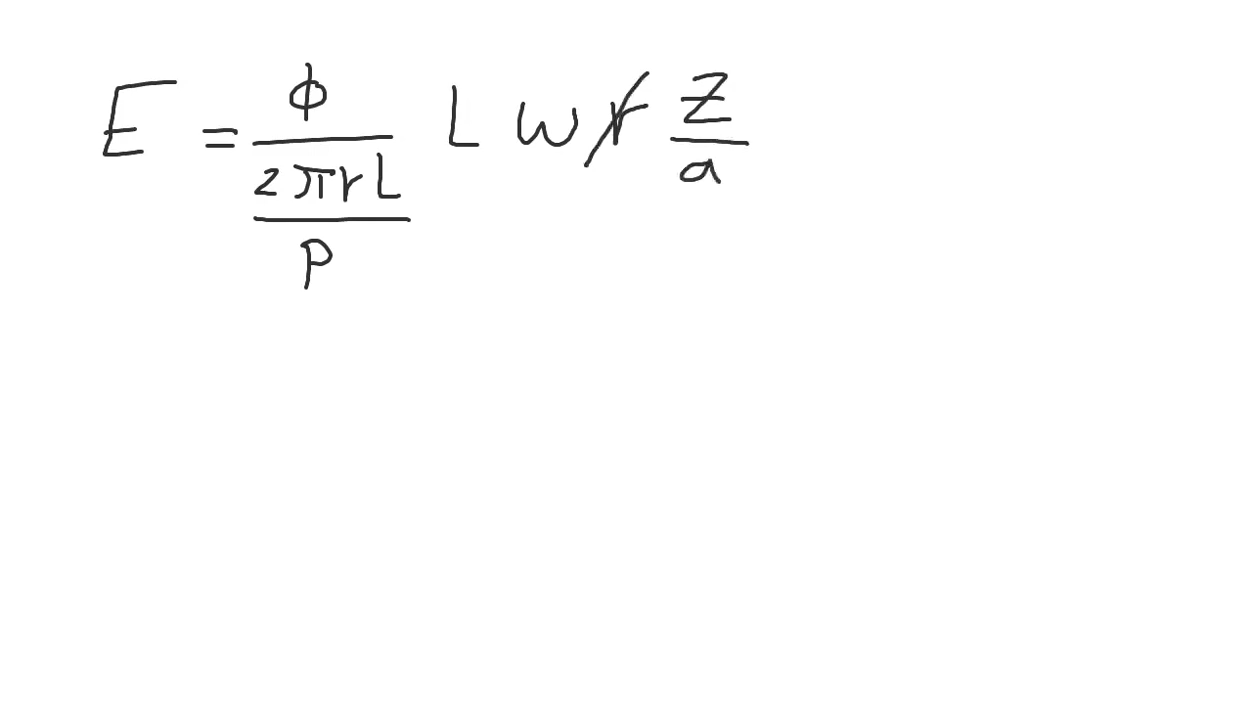 E = ϕ / (2πrL / P) L w r Z / a